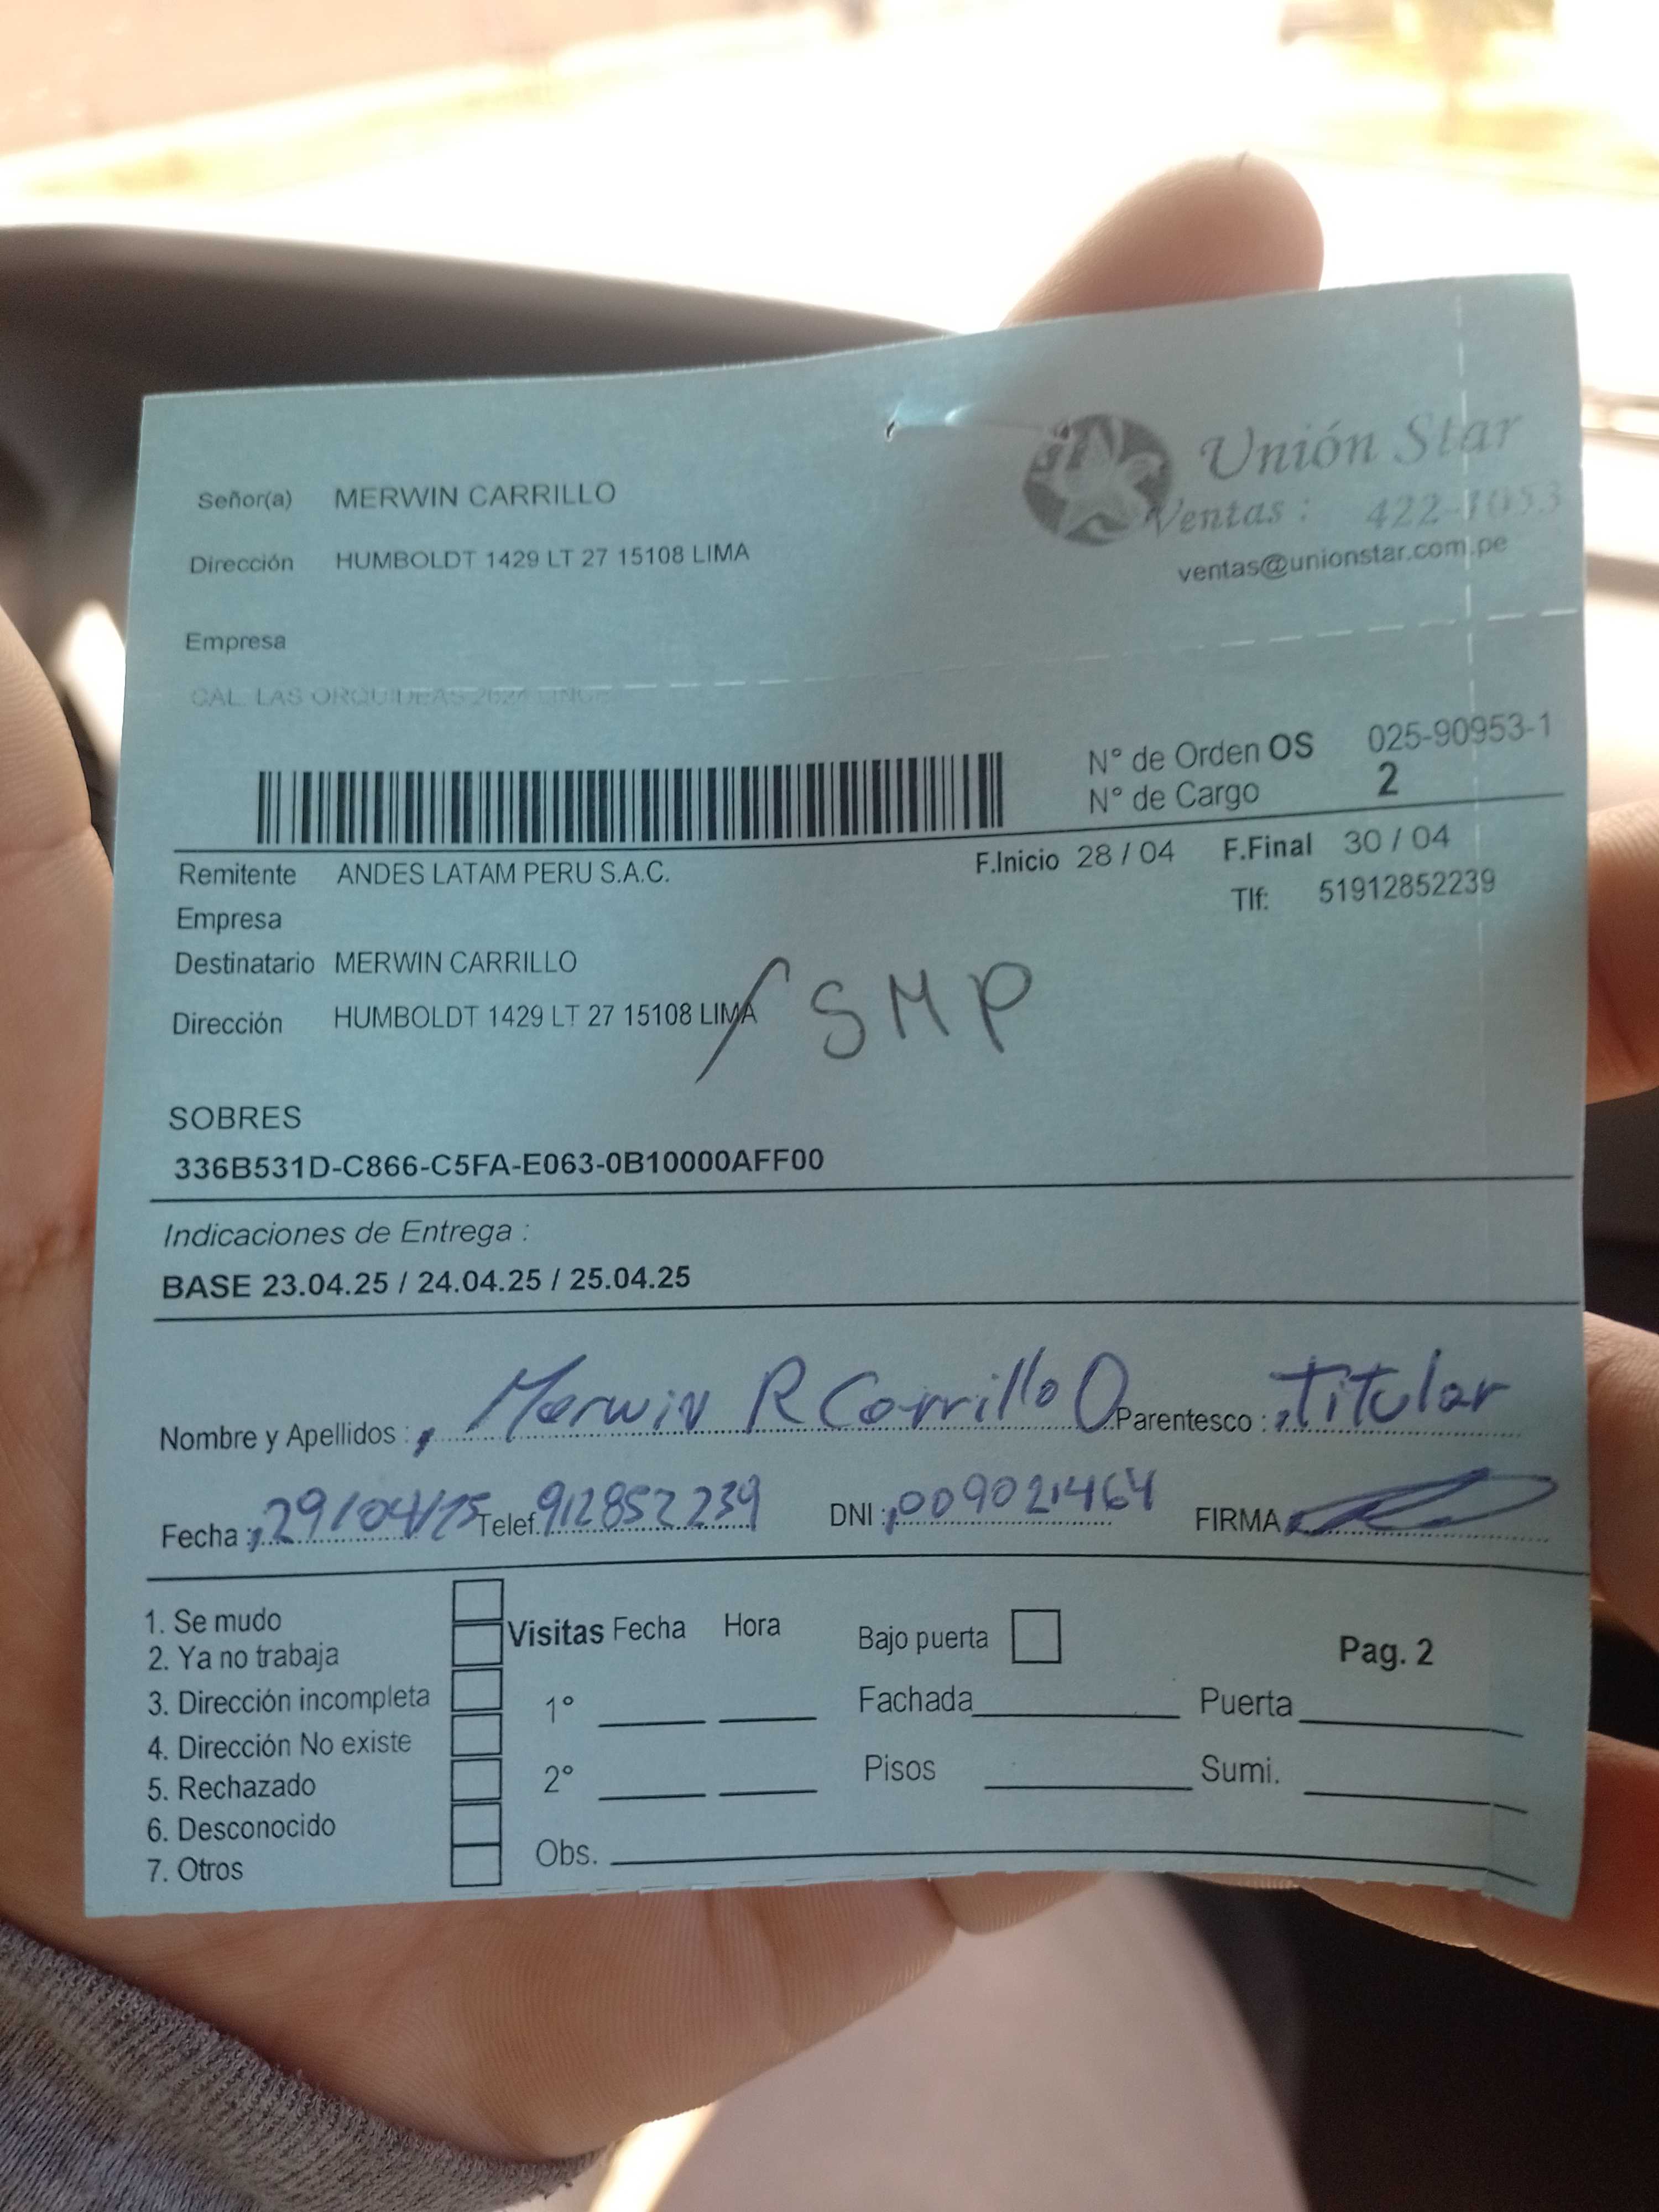 Unión Star
Señor(a) MERWIN CARRILLO
Ventas : 422-1053
Dirección HUMBOLDT 1429 LT 27 15108 LIMA
ventas@unionstar.com.pe
Empresa
CAL. LAS ORQUIDEAS
N° de Orden OS 025-90953-1
N° de Cargo 2
Remitente ANDES LATAM PERU S.A.C. F.Inicio 28 / 04 F.Final 30 / 04
Empresa Tlf: 51912852239
Destinatario MERWIN CARRILLO
Dirección HUMBOLDT 1429 LT 27 15108 LIMA / SMP
SOBRES
336B531D-C866-C5FA-E063-0B10000AFF00
Indicaciones de Entrega :
BASE 23.04.25 / 24.04.25 / 25.04.25
Nombre y Apellidos : Merwin R Carrillo O Parentesco : Titular
Fecha : 29/04/25 Telef. 912852239 DNI : 009021464 FIRMA
1. Se mudo
2. Ya no trabaja
3. Dirección incompleta
4. Dirección No existe
5. Rechazado
6. Desconocido
7. Otros
Visitas Fecha Hora
1°
2°
Obs.
Bajo puerta Pag. 2
Fachada Puerta
Pisos Sumi.